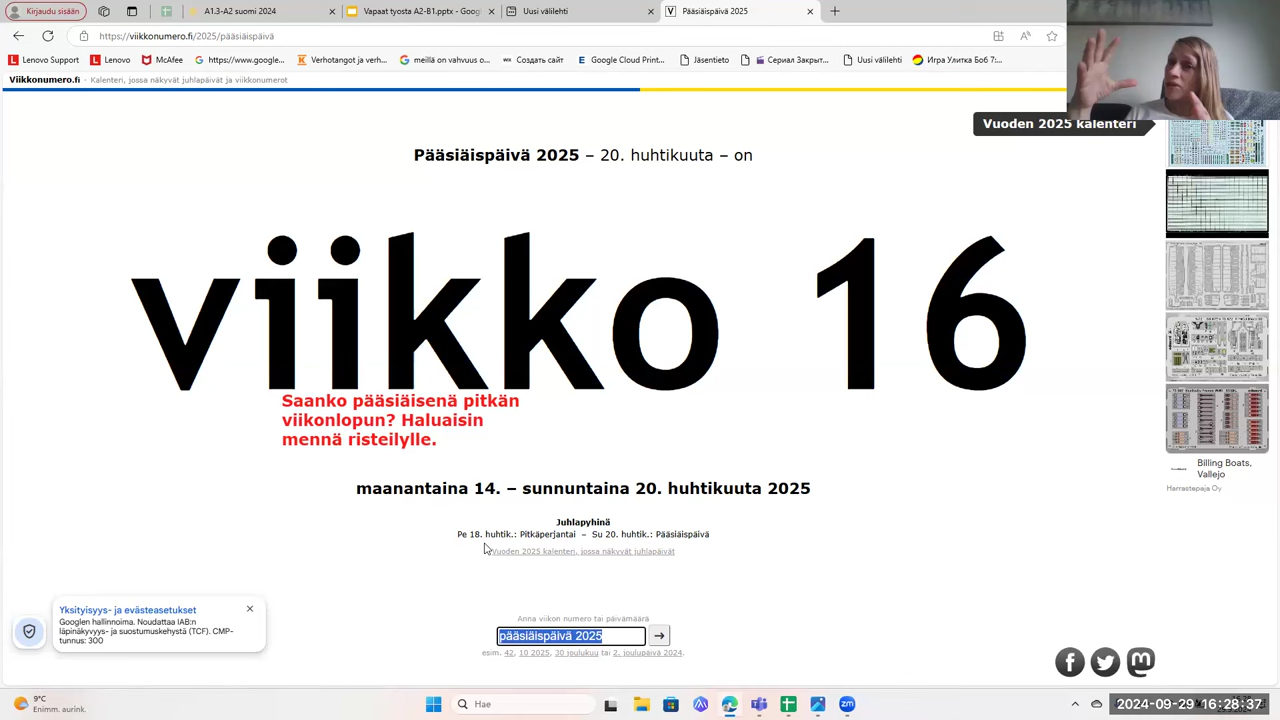 Kirjaudu sisään
A1.3-A2 suomi 2024
Vapaat tyosta A2-B1.pptx - Googl
Uusi välilehti
Pääsiäispäivä 2025
https://viikkonumero.fi/2025/pääsiäispäivä
Lenovo Support
Lenovo
McAfee
https://www.google...
Verhotangot ja verh...
meillä on vahvuus o...
Создать сайт
Google Cloud Print...
Jäsentieto
Сериал Закрыт...
Uusi välilehti
Игра Улитка Боб 7:...
Viikkonumero.fi - Kalenteri, jossa näkyvät juhlapäivät ja viikkonumerot
Vuoden 2025 kalenteri
Pääsiäispäivä 2025 – 20. huhtikuuta – on
viikko 16
Saanko pääsiäisenä pitkän
viikonlopun? Haluaisin
mennä risteilylle.
Billing Boats,
Vallejo
Harrastepaja Oy
maanantaina 14. – sunnuntaina 20. huhtikuuta 2025
Juhlapyhinä
Pe 18. huhtik.: Pitkäperjantai – Su 20. huhtik.: Pääsiäispäivä
Vuoden 2025 kalenteri, jossa näkyvät juhlapäivät
Yksityisyys- ja evästeasetukset
Googlen hallinnoima. Noudattaa IAB:n
läpinäkyvyys- ja suostumuskehystä (TCF). CMP-
tunnus: 300
Anna viikon numero tai päivämäärä
pääsiäispäivä 2025
esim. 42, 10 2025, 30 joulukuu tai 2. joulupäivä 2024.
9°C
Enimm. aurink.
Hae
2024-09-29 16:28:37